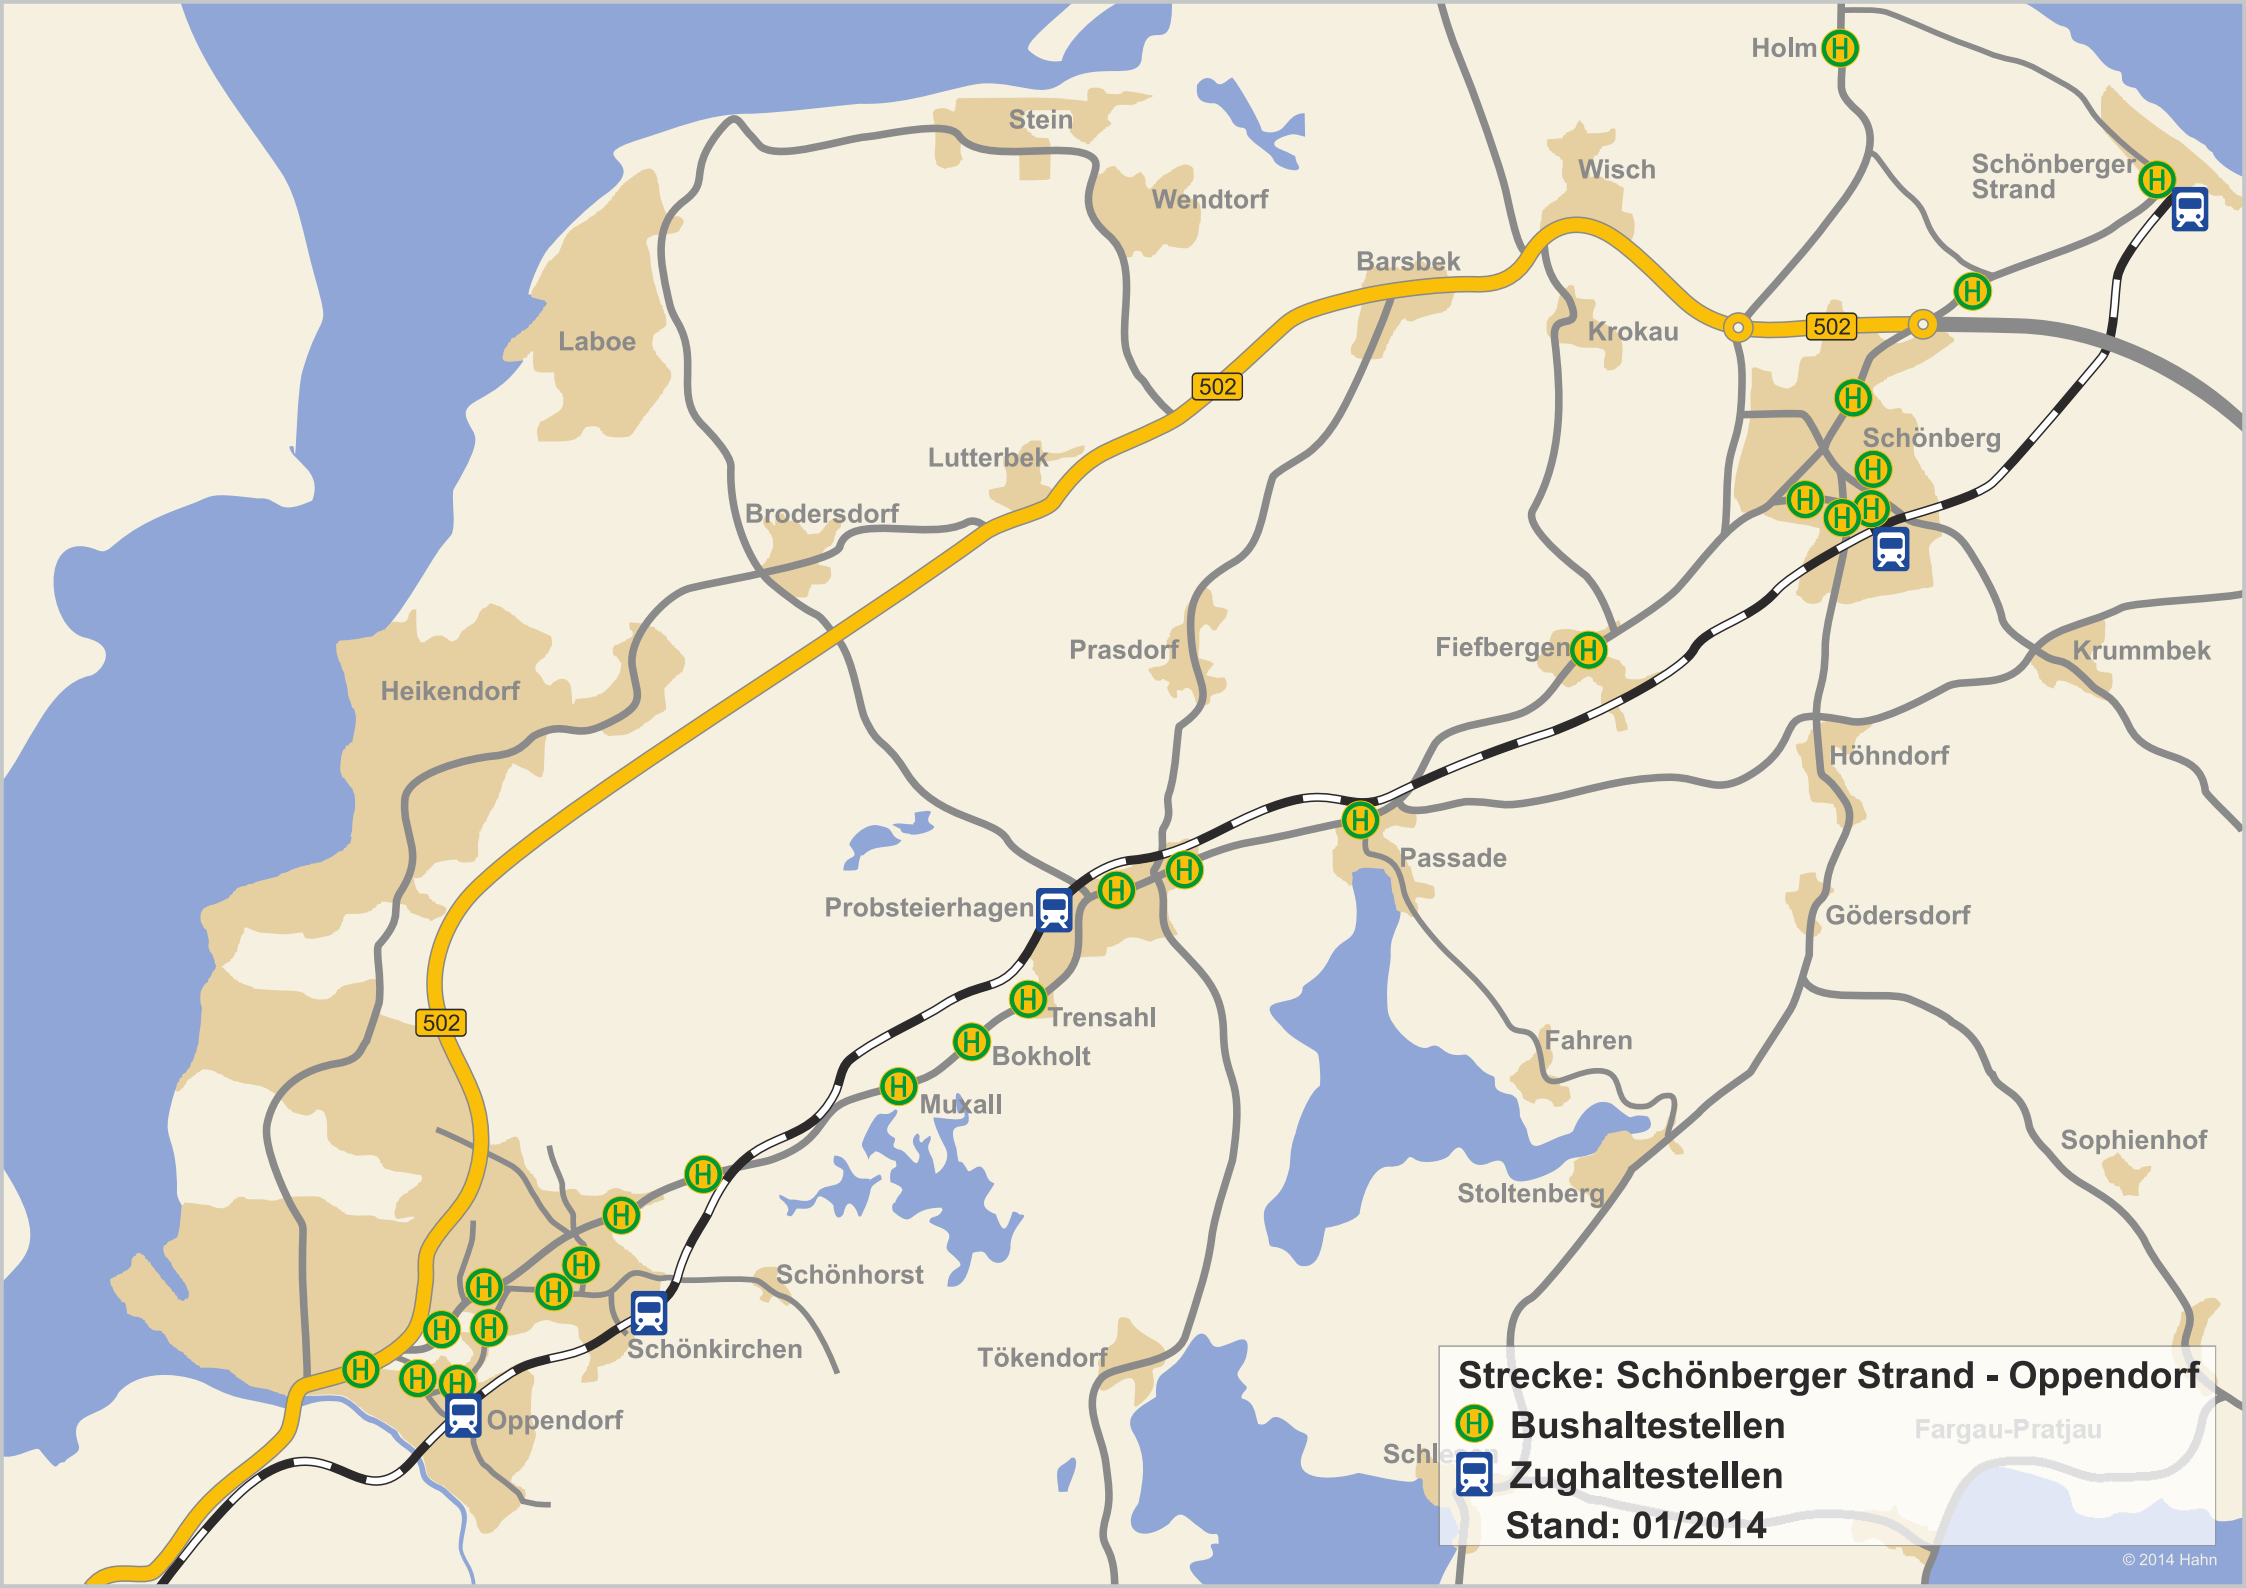 Holm
H
Stein
Schönberger
Strand
H
Wisch
Wendtorf
Barsbek
H
502
Krokau
Laboe
502
H
Schönberg
Lutterbek
H
H
H
H
Brodersdorf
Fiefbergen
H
Prasdorf
Krummbek
Heikendorf
Höhndorf
H
Passade
H
H
Probsteierhagen
Gödersdorf
H
Trensahl
502
H
Bokholt
Fahren
H
Muxall
Sophienhof
H
Stoltenberg
H
H
Schönhorst
H
H
H
H
Schönkirchen
Tökendorf
H
H
H
Oppendorf
Schlesen
Fargau-Pratjau
Strecke: Schönberger Strand - Oppendorf
H Bushaltestellen
Zughaltestellen
Stand: 01/2014
© 2014 Hahn